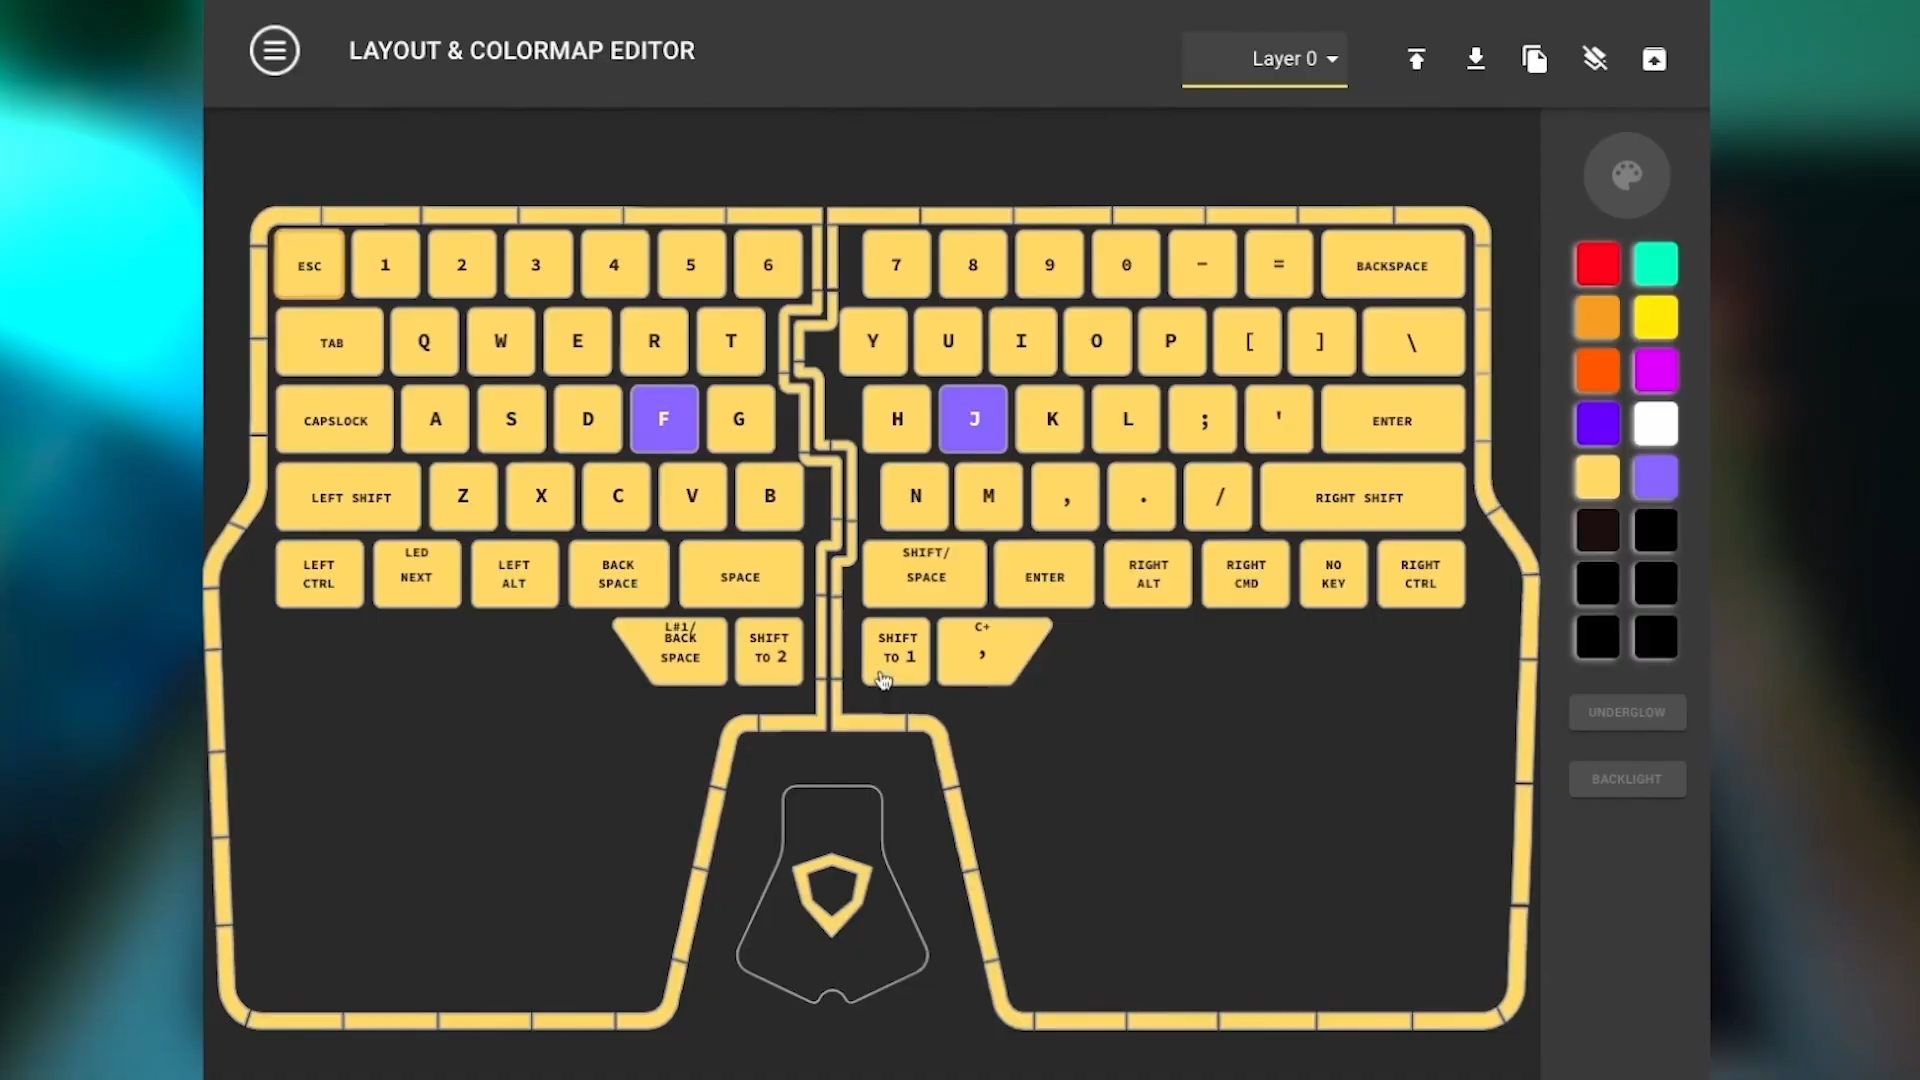 LAYOUT & COLORMAP EDITOR
Layer 0
ESC 1 2 3 4 5 6 7 8 9 0 - = BACKSPACE
TAB Q W E R T Y U I O P [ ] \
CAPSLOCK A S D F G H J K L ; ' ENTER
LEFT SHIFT Z X C V B N M , . / RIGHT SHIFT
LEFT CTRL
LED NEXT
LEFT ALT
BACK SPACE
SPACE
SHIFT/ SPACE
ENTER
RIGHT ALT
RIGHT CMD
NO KEY
RIGHT CTRL
L#1/ BACK SPACE
SHIFT TO 2
SHIFT TO 1
C+ ,
UNDERGLOW
BACKLIGHT